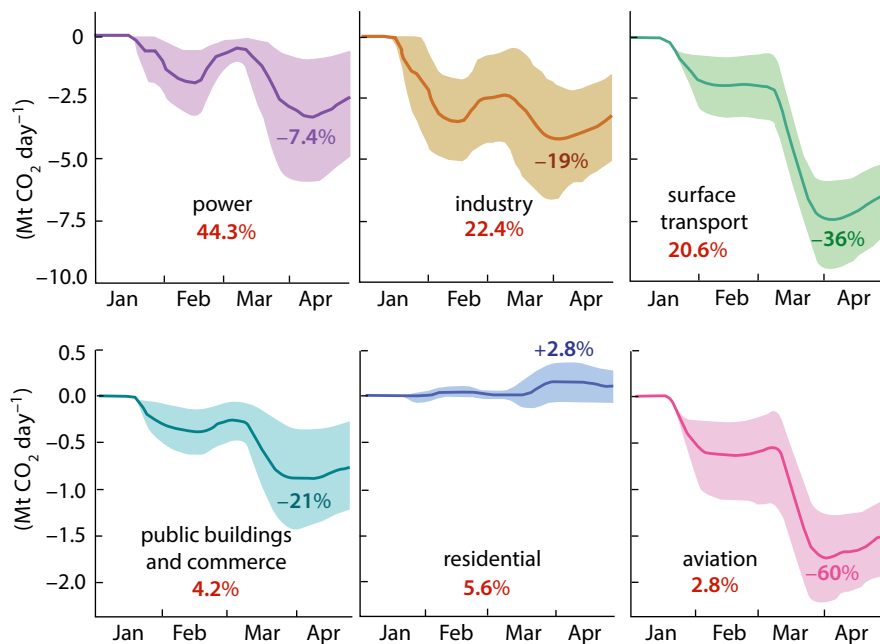 (Mt CO₂ day⁻¹)
0
−2.5
−5.0
−7.5
−10.0
−7.4%
power
44.3%
Jan Feb Mar Apr
−19%
industry
22.4%
Jan Feb Mar Apr
surface
transport
20.6%
−36%
Jan Feb Mar Apr
(Mt CO₂ day⁻¹)
0.5
0.0
−0.5
−1.0
−1.5
−2.0
−21%
public buildings
and commerce
4.2%
Jan Feb Mar Apr
+2.8%
residential
5.6%
Jan Feb Mar Apr
aviation
2.8%
−60%
Jan Feb Mar Apr